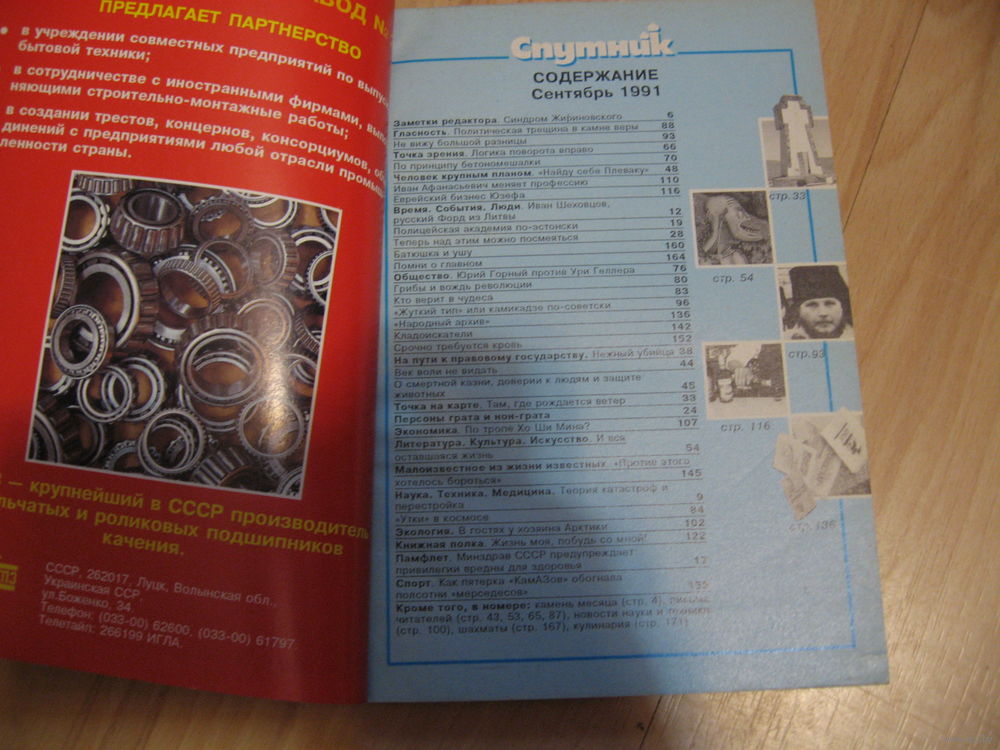 ЗАВОД №
ПРЕДЛАГАЕТ ПАРТНЕРСТВО
• в учреждении совместных предприятий по
бытовой техники;
в сотрудничестве с иностранными фирмами,
няющими строительно-монтажные работы;
в создании трестов, концернов, консорциумов,
динений с предприятиями любой отрасли
ленности страны.
— крупнейший в СССР производитель
льчатых и роликовых подшипников
качения.
СССР, 262017, Луцк, Волынская обл.,
Украинская ССР,
ул.Боженко, 34.
Телефон: (033-00) 62600, (033-00) 61797.
Телетайп: 266199 ИГЛА.
Спутник
СОДЕРЖАНИЕ
Сентябрь 1991
Заметки редактора. Синдром Жириновского 6
Гласность. Политическая трещина в камне веры 88
Не вижу большой разницы 93
Точка зрения. Логика поворота вправо 66
По принципу бетономешалки 70
Человек крупным планом. «Найду себе Плеваку» 48
Иван Афанасьевич меняет профессию 110
Еврейский бизнес Юзефа 116
Время. События. Люди. Иван Шеховцов,
русский Форд из Литвы 12
Полицейская академия по-эстонски 19
Теперь над этим можно посмеяться 28
Батюшка и ушу 160
Помни о главном 164
Общество. Юрий Горный против Ури Геллера 76
Грибы и вождь революции 80
Кто верит в чудеса 83
«Жуткий тип» или камикадзе по-советски 96
«Народный архив» 136
Кладоискатели 142
Срочно требуется кровь 152
На пути к правовому государству. Нежный убийца 38
Век воли не видать 44
О смертной казни, доверии к людям и защите
животных 45
Точка на карте. Там, где рождается ветер 33
Персоны грата и нон-грата 24
Экономика. По тропе Хо Ши Мина? 107
Литература. Культура. Искусство. И вся
оставшаяся жизнь 54
Малоизвестное из жизни известных. «Против этого
хотелось бороться» 145
Наука. Техника. Медицина. Теория катастроф и
перестройка 9
«Утки» в космосе 84
Экология. В гостях у хозяина Арктики 102
Книжная полка. Жизнь моя, побудь со мной! 122
Памфлет. Минздрав СССР предупреждает:
привилегии вредны для здоровья 17
Спорт. Как пятерка «КамАЗов» обогнала
полсотни «мерседесов» 155
Кроме того, в номере: камень месяца (стр. 4), письма
читателей (стр. 43, 53, 65, 87), новости науки и техники
(стр. 100), шахматы (стр. 167), кулинария (стр. 171)
стр. 33
стр. 54
стр. 93
стр. 116
стр. 136